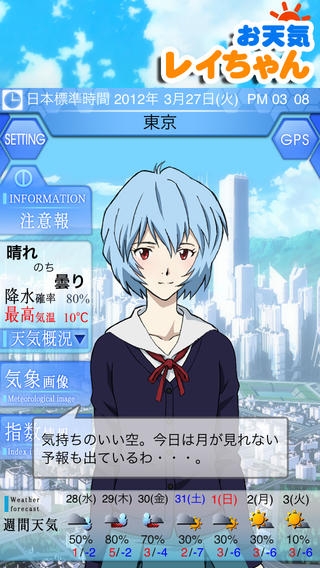 お天気
レイちゃん
日本標準時間 2012年 3月27日(火) PM 03 08
東京
SETTING
GPS
INFORMATION
注意報
晴れ
のち
曇り
降水確率 80%
最高気温 10℃
天気概況▼
気象画像
Meteorological image
指数
Index i
気持ちのいい空。今日は月が見れない
予報も出ているわ・・・。
Weather
forecast
週間天気
28(水) 29(木) 30(金) 31(土) 1(日) 2(月) 3(火)
50% 80% 70% 30% 30% 30% 10%
1/-2 1/-2 3/-2 4/-2 2/-7 0/-6 1/-6